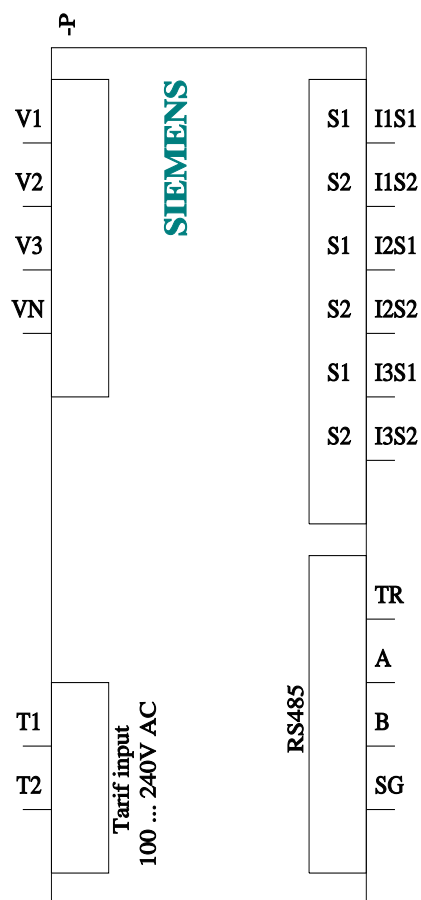 -P
SIEMENS
V1
V2
V3
VN
S1 I1S1
S2 I1S2
S1 I2S1
S2 I2S2
S1 I3S1
S2 I3S2
T1
T2
Tarif input
100 ... 240V AC
RS485
TR
A
B
SG